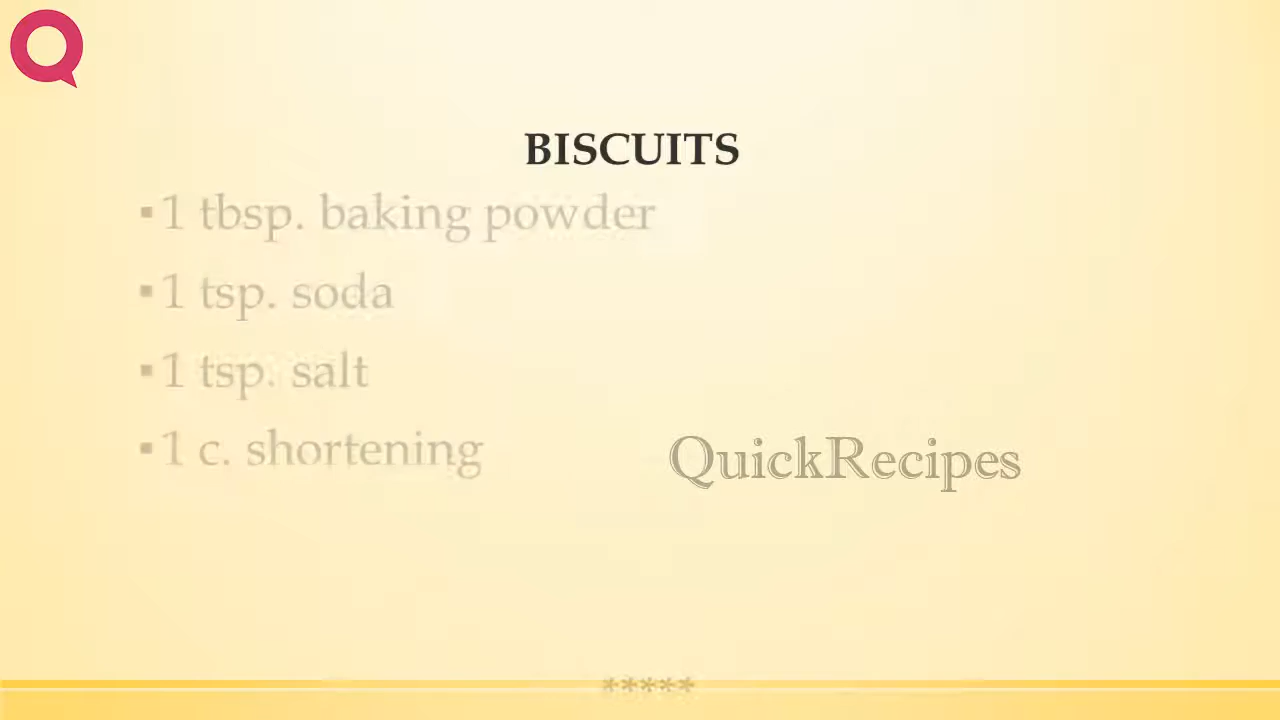 BISCUITS
▪1 tbsp. baking powder
▪1 tsp. soda
▪1 tsp. salt
▪1 c. shortening
QuickRecipes
*****